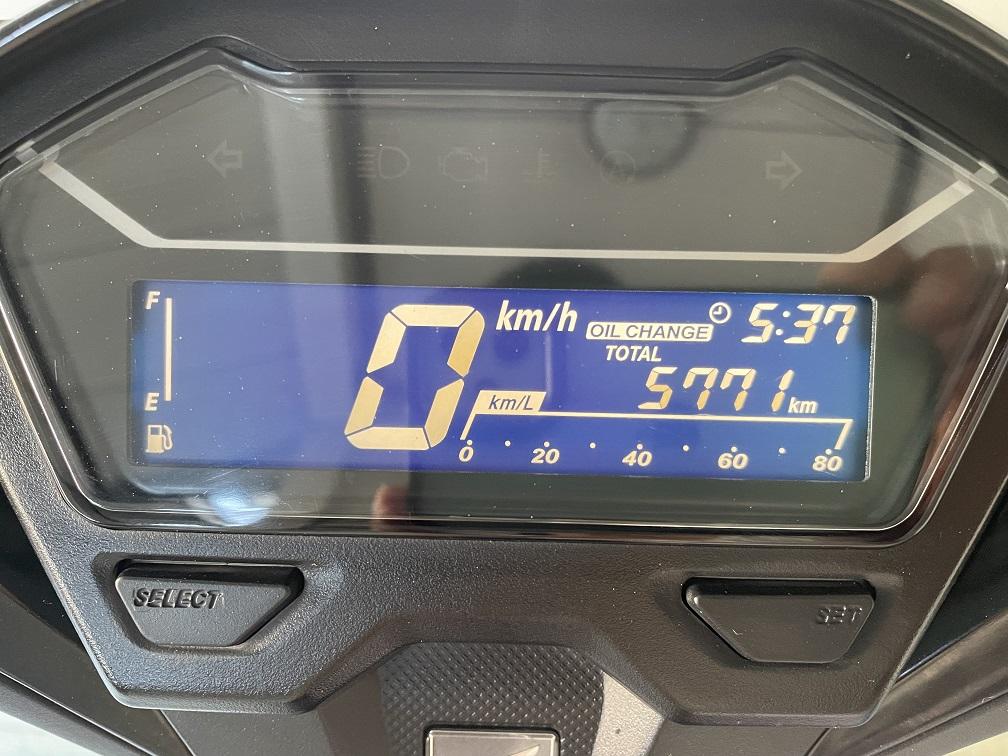 F
E
0 km/h
OIL CHANGE 5:37
TOTAL
5771 km
km/L
0 20 40 60 80
SELECT
SET